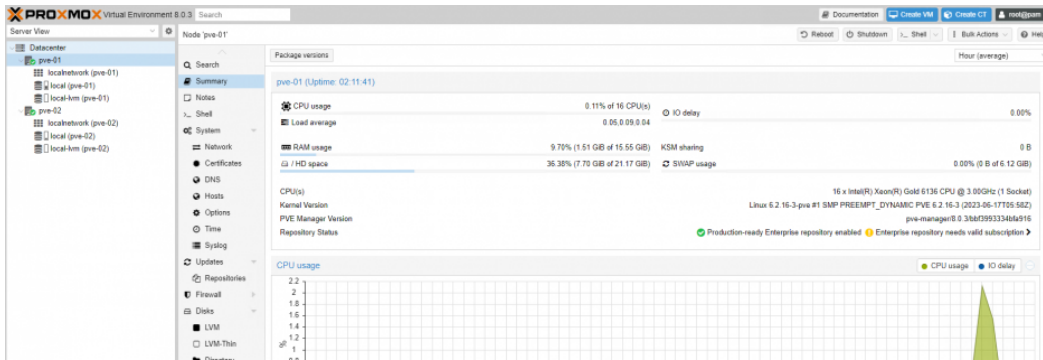 PROXMOX Virtual Environment 8.0.3 Search
Documentation Create VM Create CT root@pam
Server View
Node 'pve-01'
Reboot Shutdown >_ Shell Bulk Actions Hel
Datacenter
pve-01
localnetwork (pve-01)
local (pve-01)
local-lvm (pve-01)
pve-02
localnetwork (pve-02)
local (pve-02)
local-lvm (pve-02)
Search
Summary
Notes
>_ Shell
System
Network
Certificates
DNS
Hosts
Options
Time
Syslog
Updates
Repositories
Firewall
Disks
LVM
LVM-Thin
Directory
Package versions
Hour (average)
pve-01 (Uptime: 02:11:41)
CPU usage 0.11% of 16 CPU(s)
IO delay 0.00%
Load average 0.05,0.09,0.04
RAM usage 9.70% (1.51 GiB of 15.55 GiB)
KSM sharing 0 B
/ HD space 36.38% (7.70 GiB of 21.17 GiB)
SWAP usage 0.00% (0 B of 6.12 GiB)
CPU(s) 16 x Intel(R) Xeon(R) Gold 6136 CPU @ 3.00GHz (1 Socket)
Kernel Version Linux 6.2.16-3-pve #1 SMP PREEMPT_DYNAMIC PVE 6.2.16-3 (2023-06-17T05:58Z)
PVE Manager Version pve-manager/8.0.3/bbf3993334bfa916
Repository Status Production-ready Enterprise repository enabled Enterprise repository needs valid subscription
CPU usage
CPU usage IO delay
2.2
2
1.8
1.6
1.4
1.2
1
0.8
%